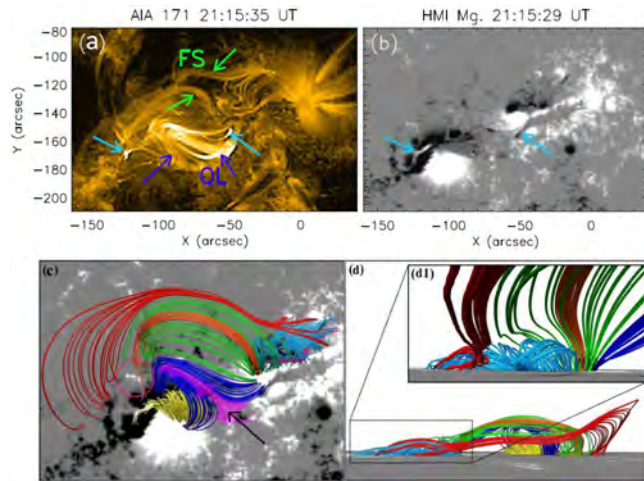 AIA 171 21:15:35 UT
HMI Mg. 21:15:29 UT
(a)
FS
QL
(b)
Y (arcsec)
-80
-100
-120
-140
-160
-180
-200
-150
-100
-50
0
X (arcsec)
-150
-100
-50
0
X (arcsec)
(c)
(d)
(d1)